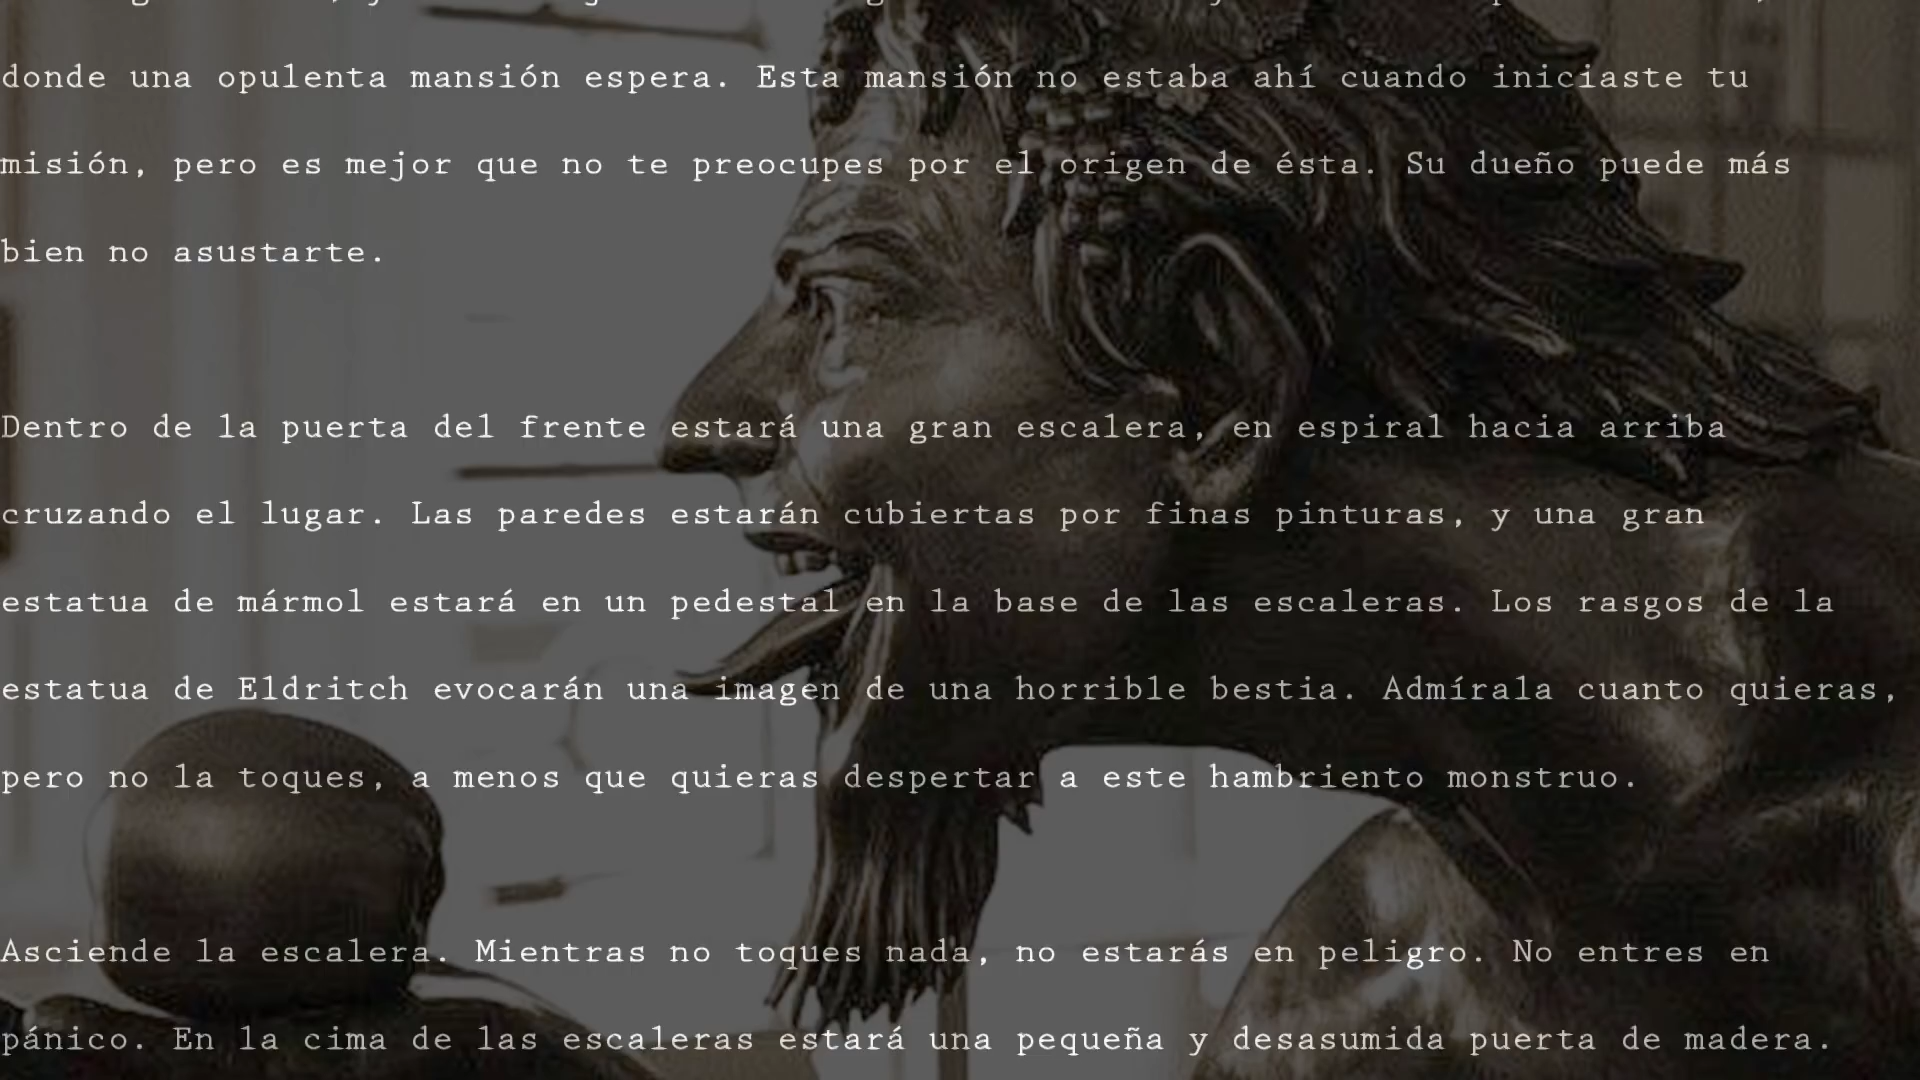 donde una opulenta mansión espera. Esta mansión no estaba ahí cuando iniciaste tu
misión, pero es mejor que no te preocupes por el origen de ésta. Su dueño puede más
bien no asustarte.
Dentro de la puerta del frente estará una gran escalera, en espiral hacia arriba
cruzando el lugar. Las paredes estarán cubiertas por finas pinturas, y una gran
estatua de mármol estará en un pedestal en la base de las escaleras. Los rasgos de la
estatua de Eldritch evocarán una imagen de una horrible bestia. Admírala cuanto quieras,
pero no la toques, a menos que quieras despertar a este hambriento monstruo.
Asciende la escalera. Mientras no toques nada, no estarás en peligro. No entres en
pánico. En la cima de las escaleras estará una pequeña y desasumida puerta de madera.